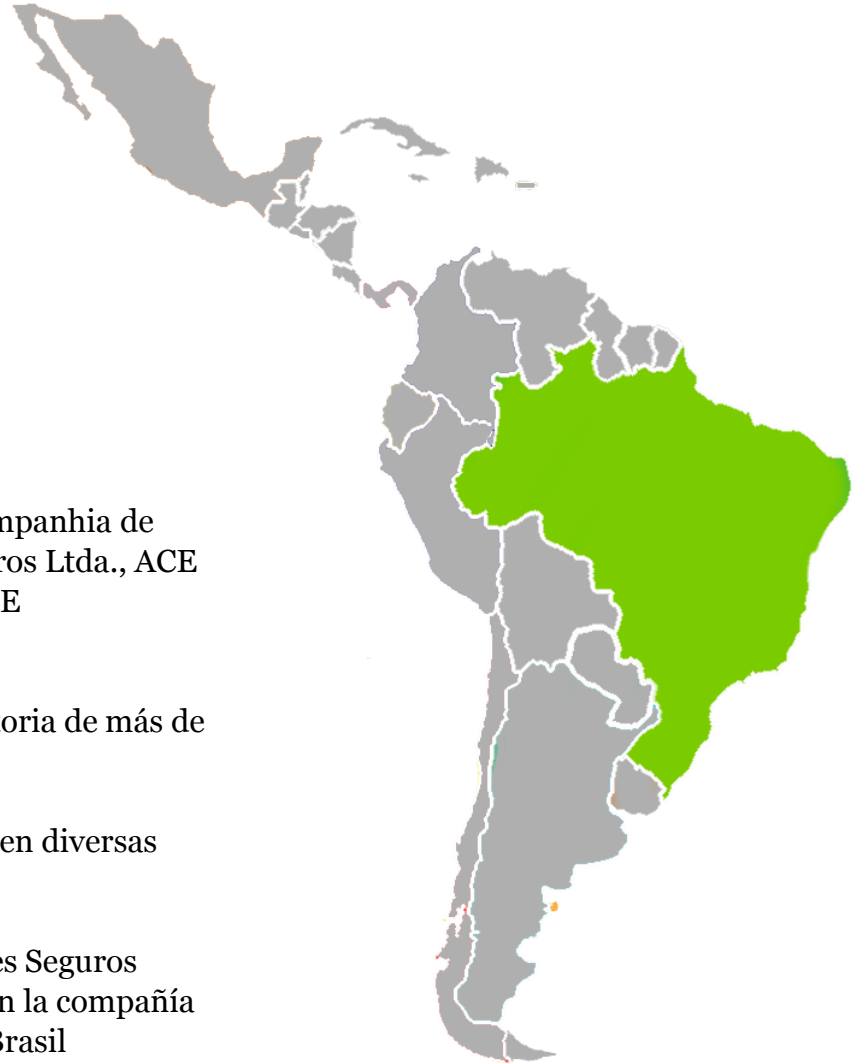 mpanhia de
ros Ltda., ACE
E
oria de más de
en diversas
es Seguros
n la compañía
Brasil